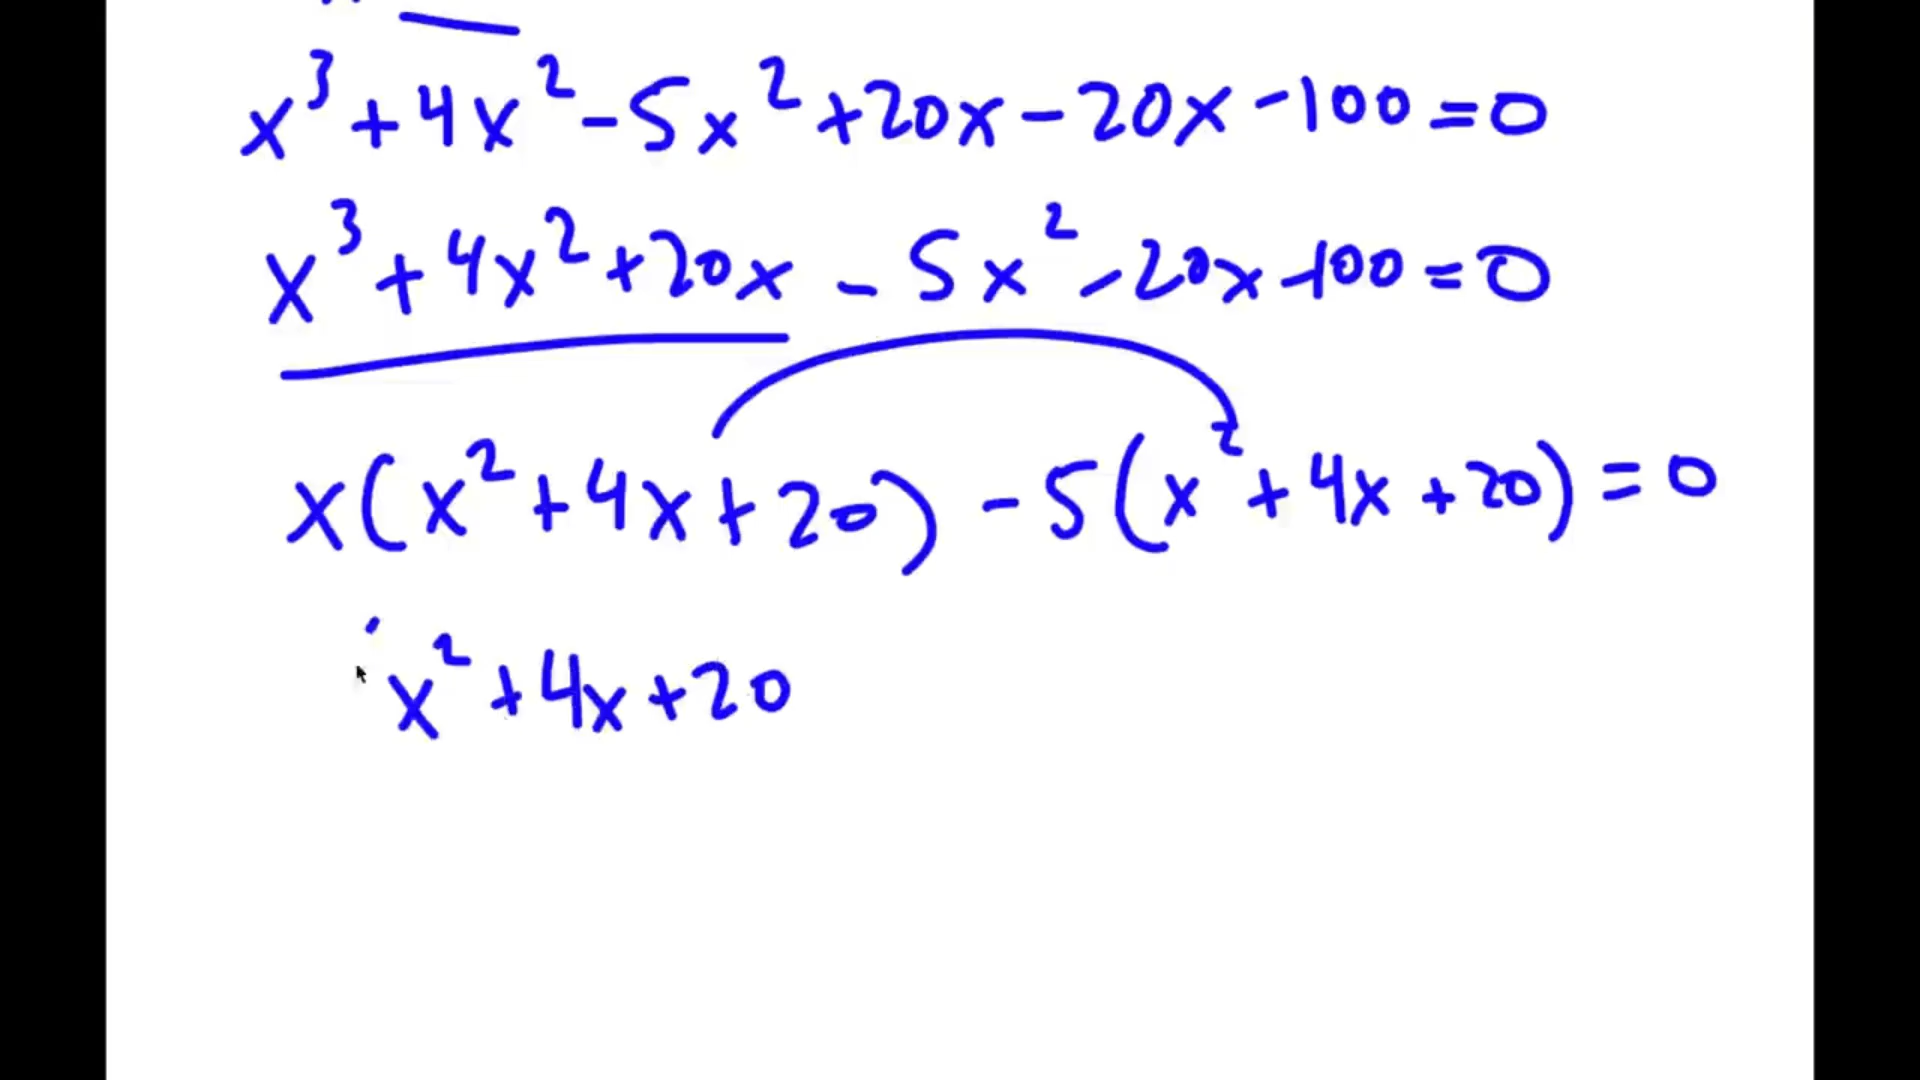 x³ + 4x² - 5x² + 20x - 20x - 100 = 0
x³ + 4x² + 20x - 5x² - 20x - 100 = 0
x(x² + 4x + 20) - 5(x² + 4x + 20) = 0
x² + 4x + 20